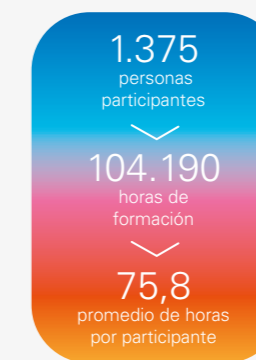 1.375
personas
participantes
104.190
horas de
formación
75,8
promedio de horas
por participante